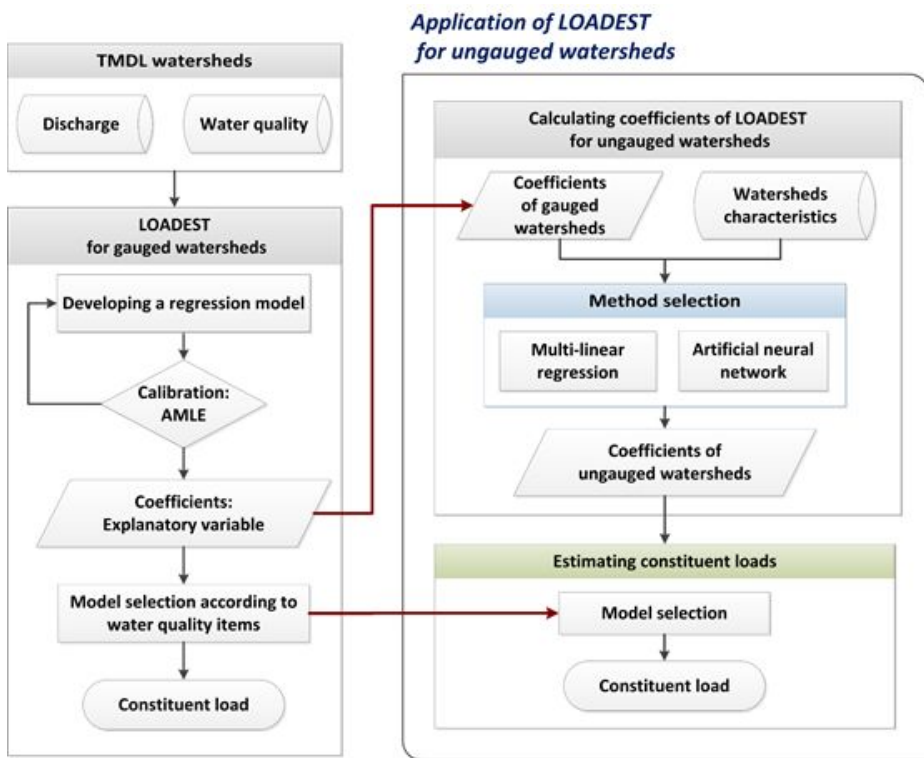 Application of LOADEST
for ungauged watersheds
TMDL watersheds
Discharge
Water quality
LOADEST
for gauged watersheds
Developing a regression model
Calibration:
AMLE
Coefficients:
Explanatory variable
Model selection according to
water quality items
Constituent load
Calculating coefficients of LOADEST
for ungauged watersheds
Coefficients
of gauged
watersheds
Watersheds
characteristics
Method selection
Multi-linear
regression
Artificial neural
network
Coefficients of
ungauged watersheds
Estimating constituent loads
Model selection
Constituent load